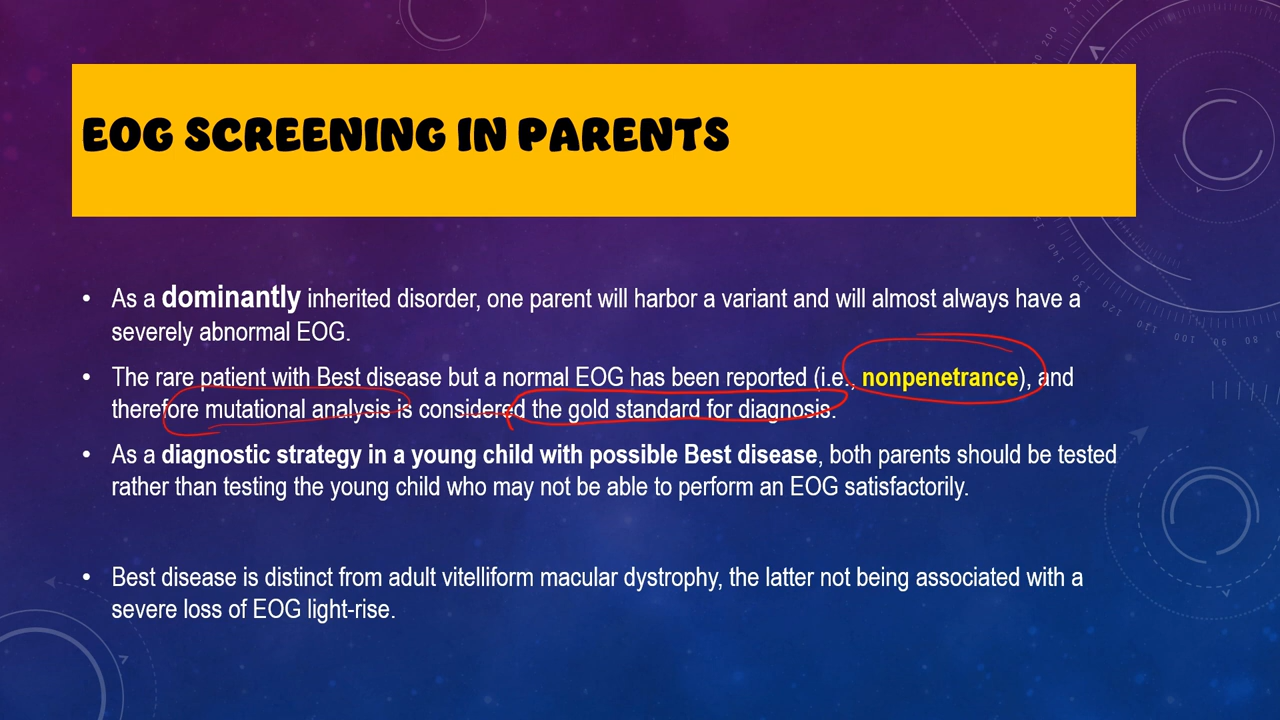 EOG SCREENING IN PARENTS
• As a dominantly inherited disorder, one parent will harbor a variant and will almost always have a
severely abnormal EOG.
• The rare patient with Best disease but a normal EOG has been reported (i.e., nonpenetrance), and
therefore mutational analysis is considered the gold standard for diagnosis.
• As a diagnostic strategy in a young child with possible Best disease, both parents should be tested
rather than testing the young child who may not be able to perform an EOG satisfactorily.
• Best disease is distinct from adult vitelliform macular dystrophy, the latter not being associated with a
severe loss of EOG light-rise.